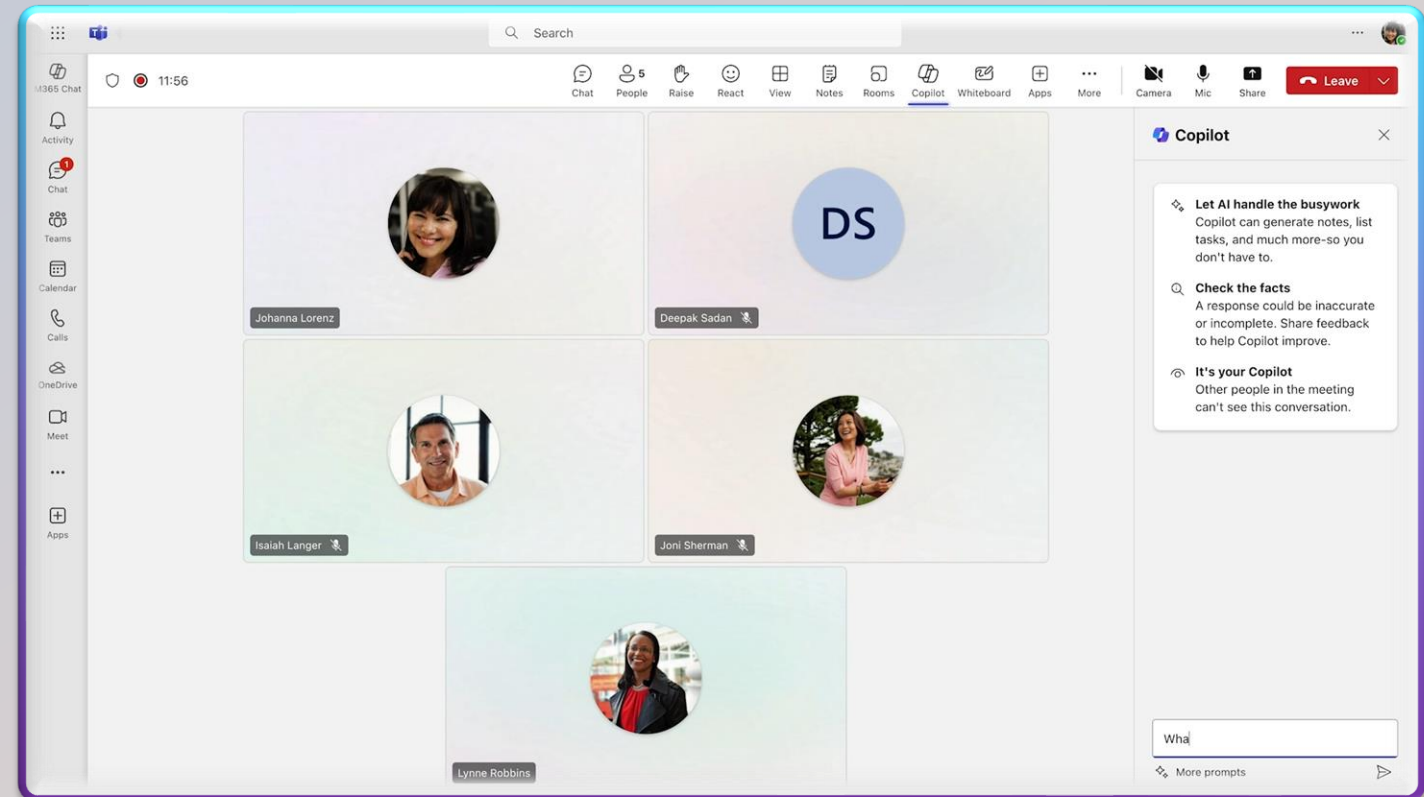 Search
M365 Chat
Activity
1
Chat
Teams
Calendar
Calls
OneDrive
Meet
Apps
11:56
Chat
5
People
Raise
React
View
Notes
Rooms
Copilot
Whiteboard
Apps
More
Camera
Mic
Share
Leave
Johanna Lorenz
DS
Deepak Sadan
Isaiah Langer
Joni Sherman
Lynne Robbins
Copilot
Let AI handle the busywork
Copilot can generate notes, list
tasks, and much more-so you
don't have to.
Check the facts
A response could be inaccurate
or incomplete. Share feedback
to help Copilot improve.
It's your Copilot
Other people in the meeting
can't see this conversation.
Wha
More prompts